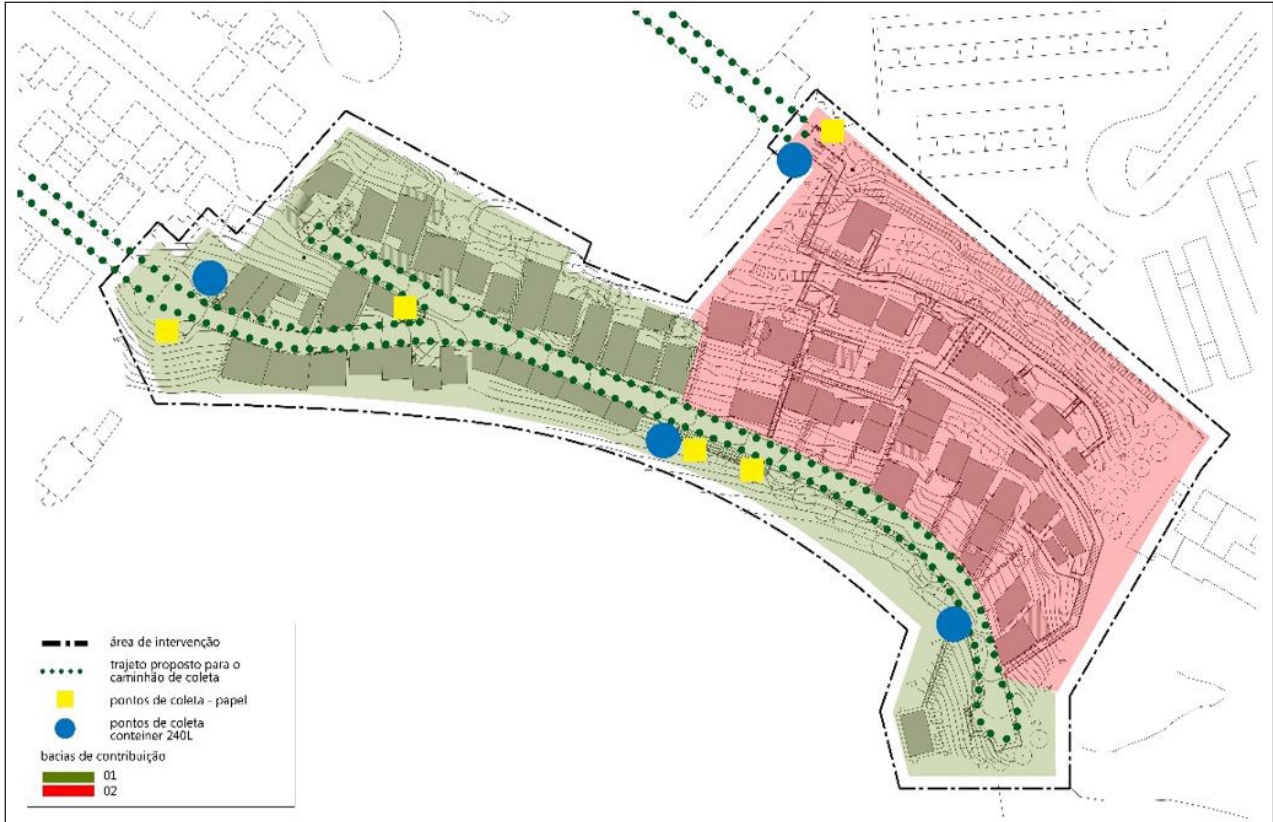 área de intervenção
trajeto proposto para o
caminhão de coleta
pontos de coleta - papel
pontos de coleta
conteiner 240L
bacias de contribuição
01
02